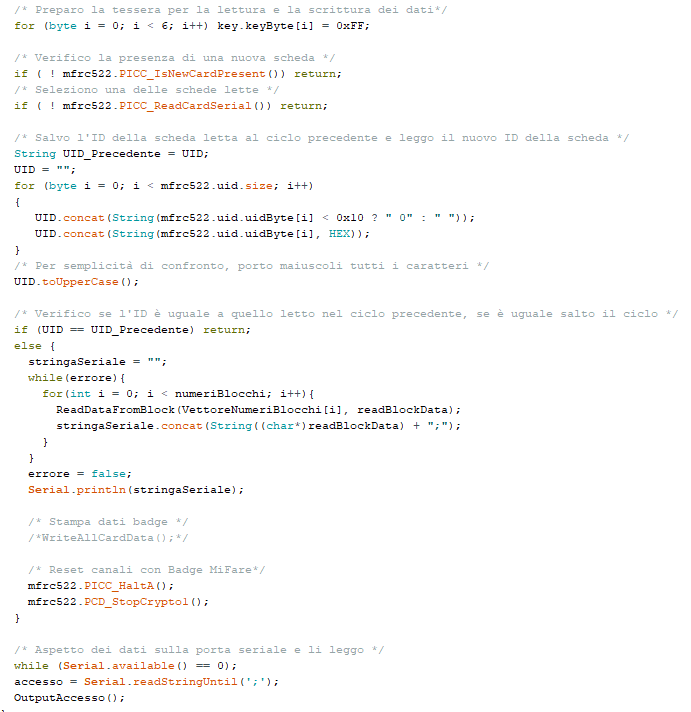 /* Preparo la tessera per la lettura e la scrittura dei dati*/
for (byte i = 0; i < 6; i++) key.keyByte[i] = 0xFF;
/* Verifico la presenza di una nuova scheda */
if ( ! mfrc522.PICC_IsNewCardPresent()) return;
/* Seleziono una delle schede lette */
if ( ! mfrc522.PICC_ReadCardSerial()) return;
/* Salvo l'ID della scheda letta al ciclo precedente e leggo il nuovo ID della scheda */
String UID_Precedente = UID;
UID = "";
for (byte i = 0; i < mfrc522.uid.size; i++)
{
UID.concat(String(mfrc522.uid.uidByte[i] < 0x10 ? " 0" : " "));
UID.concat(String(mfrc522.uid.uidByte[i], HEX));
}
/* Per semplicità di confronto, porto maiuscoli tutti i caratteri */
UID.toUpperCase();
/* Verifico se l'ID è uguale a quello letto nel ciclo precedente, se è uguale salto il ciclo */
if (UID == UID_Precedente) return;
else {
stringaSeriale = "";
while(errore){
for(int i = 0; i < numeriBlocchi; i++){
ReadDataFromBlock(VettoreNumeriBlocchi[i], readBlockData);
stringaSeriale.concat(String((char*)readBlockData) + ";");
}
}
errore = false;
Serial.println(stringaSeriale);
/* Stampa dati badge */
/*WriteAllCardData();*/
/* Reset canali con Badge MiFare*/
mfrc522.PICC_HaltA();
mfrc522.PCD_StopCrypto1();
}
/* Aspetto dei dati sulla porta seriale e li leggo */
while (Serial.available() == 0);
accesso = Serial.readStringUntil(';');
OutputAccesso();